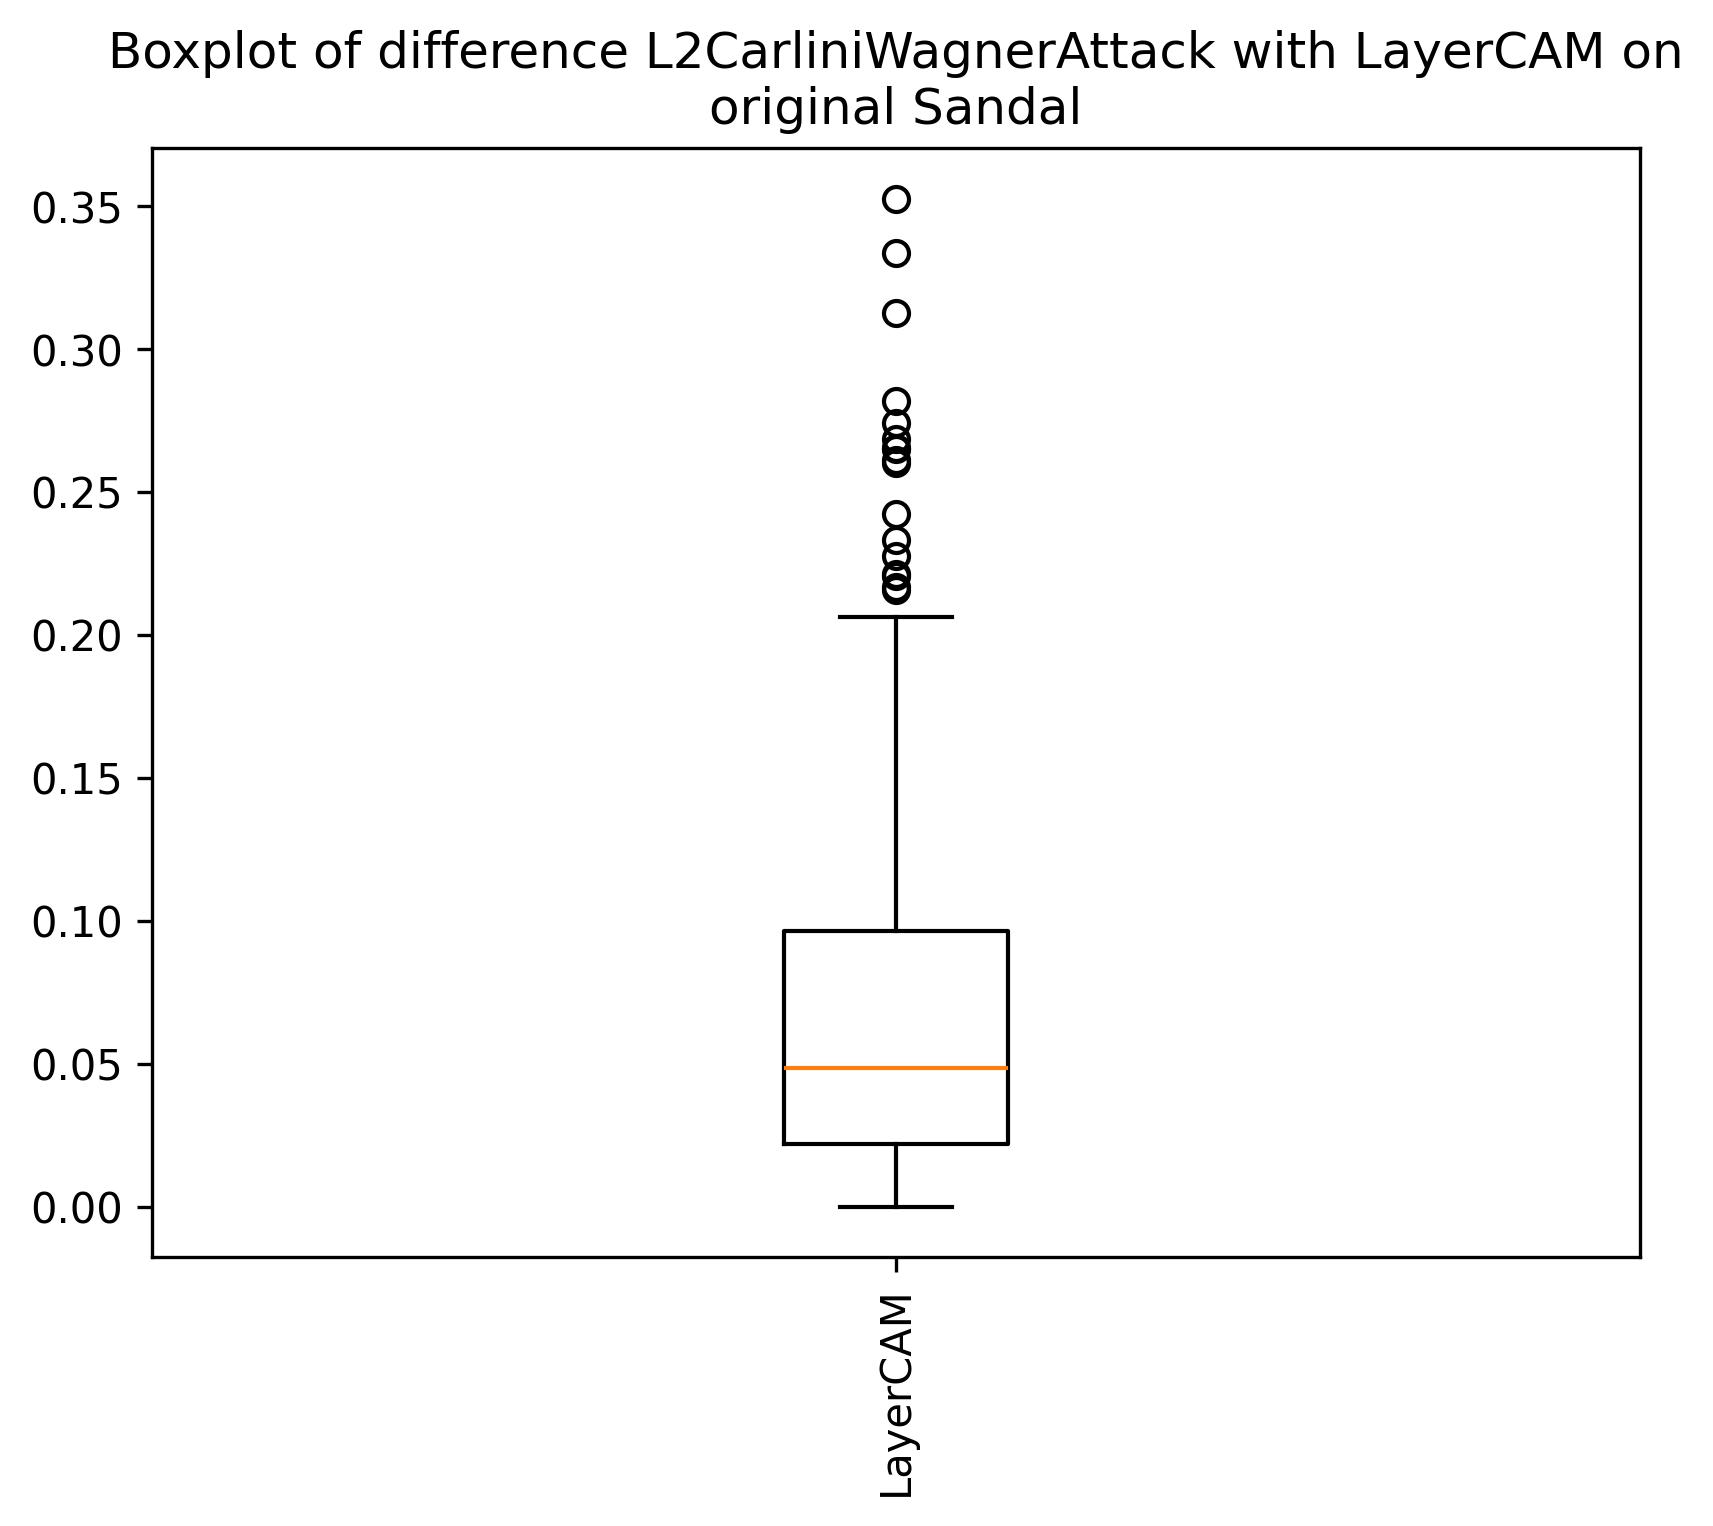 Boxplot of difference L2CarliniWagnerAttack with LayerCAM on
original Sandal
0.35
0.30
0.25
0.20
0.15
0.10
0.05
0.00
LayerCAM